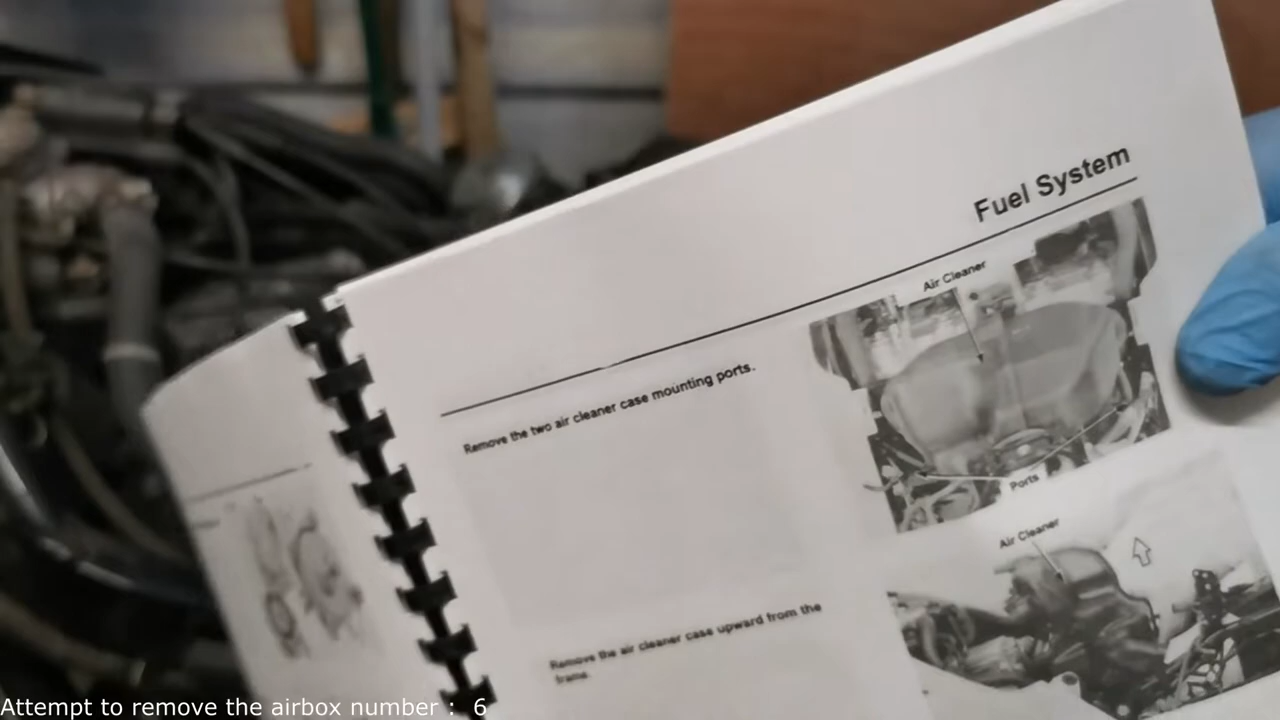 Fuel System
Remove the two air cleaner case mounting ports.
Air Cleaner
Ports
Air Cleaner
Remove the air cleaner case upward from the
frame.
Attempt to remove the airbox number : 6